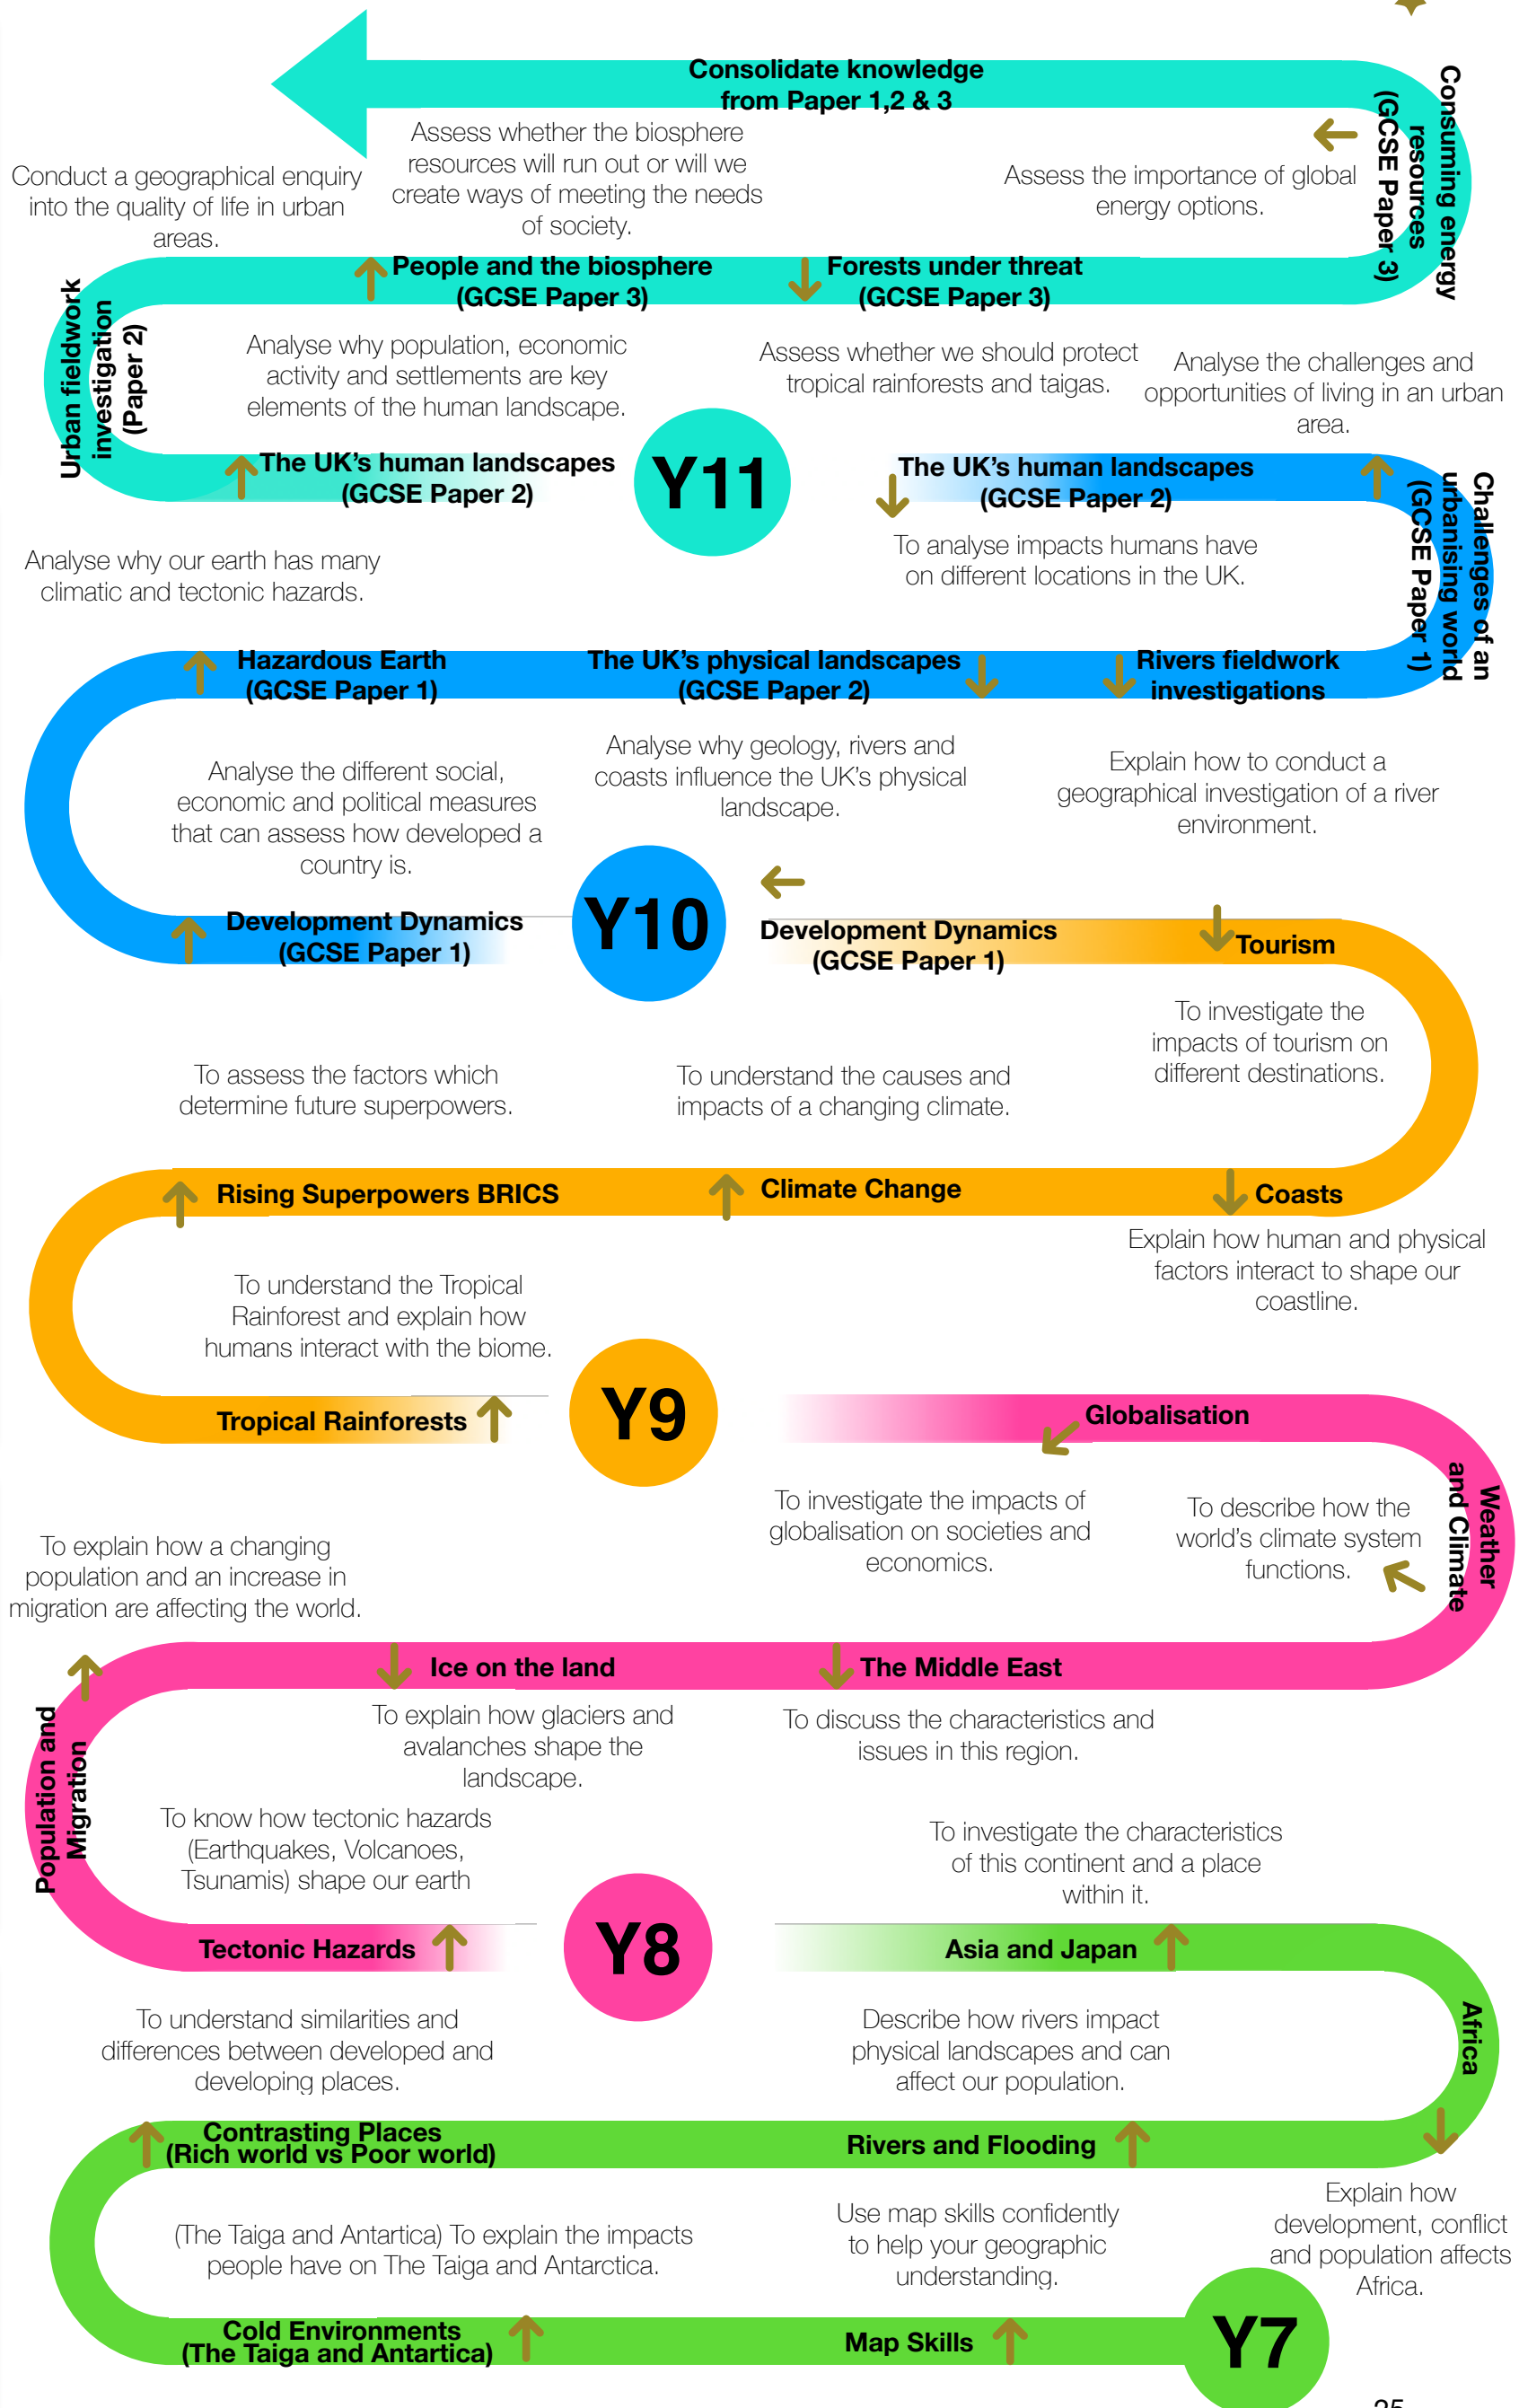 Consolidate knowledge
from Paper 1,2 & 3
Consuming energy
resources
(GCSE Paper 3)
Conduct a geographical enquiry
into the quality of life in urban
areas.
Assess whether the biosphere
resources will run out or will we
create ways of meeting the needs
of society.
Assess the importance of global
energy options.
People and the biosphere
(GCSE Paper 3)
Forests under threat
(GCSE Paper 3)
Urban fieldwork
investigation
(Paper 2)
Analyse why population, economic
activity and settlements are key
elements of the human landscape.
Assess whether we should protect
tropical rainforests and taigas.
Analyse the challenges and
opportunities of living in an urban
area.
The UK's human landscapes
(GCSE Paper 2)
Y11
The UK's human landscapes
(GCSE Paper 2)
Challenges of an
urbanising world
(GCSE Paper 1)
Analyse why our earth has many
climatic and tectonic hazards.
To analyse impacts humans have
on different locations in the UK.
Hazardous Earth
(GCSE Paper 1)
The UK's physical landscapes
(GCSE Paper 2)
Rivers fieldwork
investigations
Analyse the different social,
economic and political measures
that can assess how developed a
country is.
Analyse why geology, rivers and
coasts influence the UK's physical
landscape.
Explain how to conduct a
geographical investigation of a river
environment.
Development Dynamics
(GCSE Paper 1)
Y10
Development Dynamics
(GCSE Paper 1)
Tourism
To assess the factors which
determine future superpowers.
To understand the causes and
impacts of a changing climate.
To investigate the
impacts of tourism on
different destinations.
Rising Superpowers BRICS
Climate Change
Coasts
To understand the Tropical
Rainforest and explain how
humans interact with the biome.
Explain how human and physical
factors interact to shape our
coastline.
Tropical Rainforests
Y9
Globalisation
Weather
and Climate
To explain how a changing
population and an increase in
migration are affecting the world.
To investigate the impacts of
globalisation on societies and
economics.
To describe how the
world's climate system
functions.
Ice on the land
The Middle East
Population and
Migration
To explain how glaciers and
avalanches shape the
landscape.
To discuss the characteristics and
issues in this region.
To know how tectonic hazards
(Earthquakes, Volcanoes,
Tsunamis) shape our earth
To investigate the characteristics
of this continent and a place
within it.
Tectonic Hazards
Y8
Asia and Japan
Africa
To understand similarities and
differences between developed and
developing places.
Describe how rivers impact
physical landscapes and can
affect our population.
Contrasting Places
(Rich world vs Poor world)
Rivers and Flooding
(The Taiga and Antartica) To explain the impacts
people have on The Taiga and Antarctica.
Use map skills confidently
to help your geographic
understanding.
Explain how
development, conflict
and population affects
Africa.
Cold Environments
(The Taiga and Antartica)
Map Skills
Y7